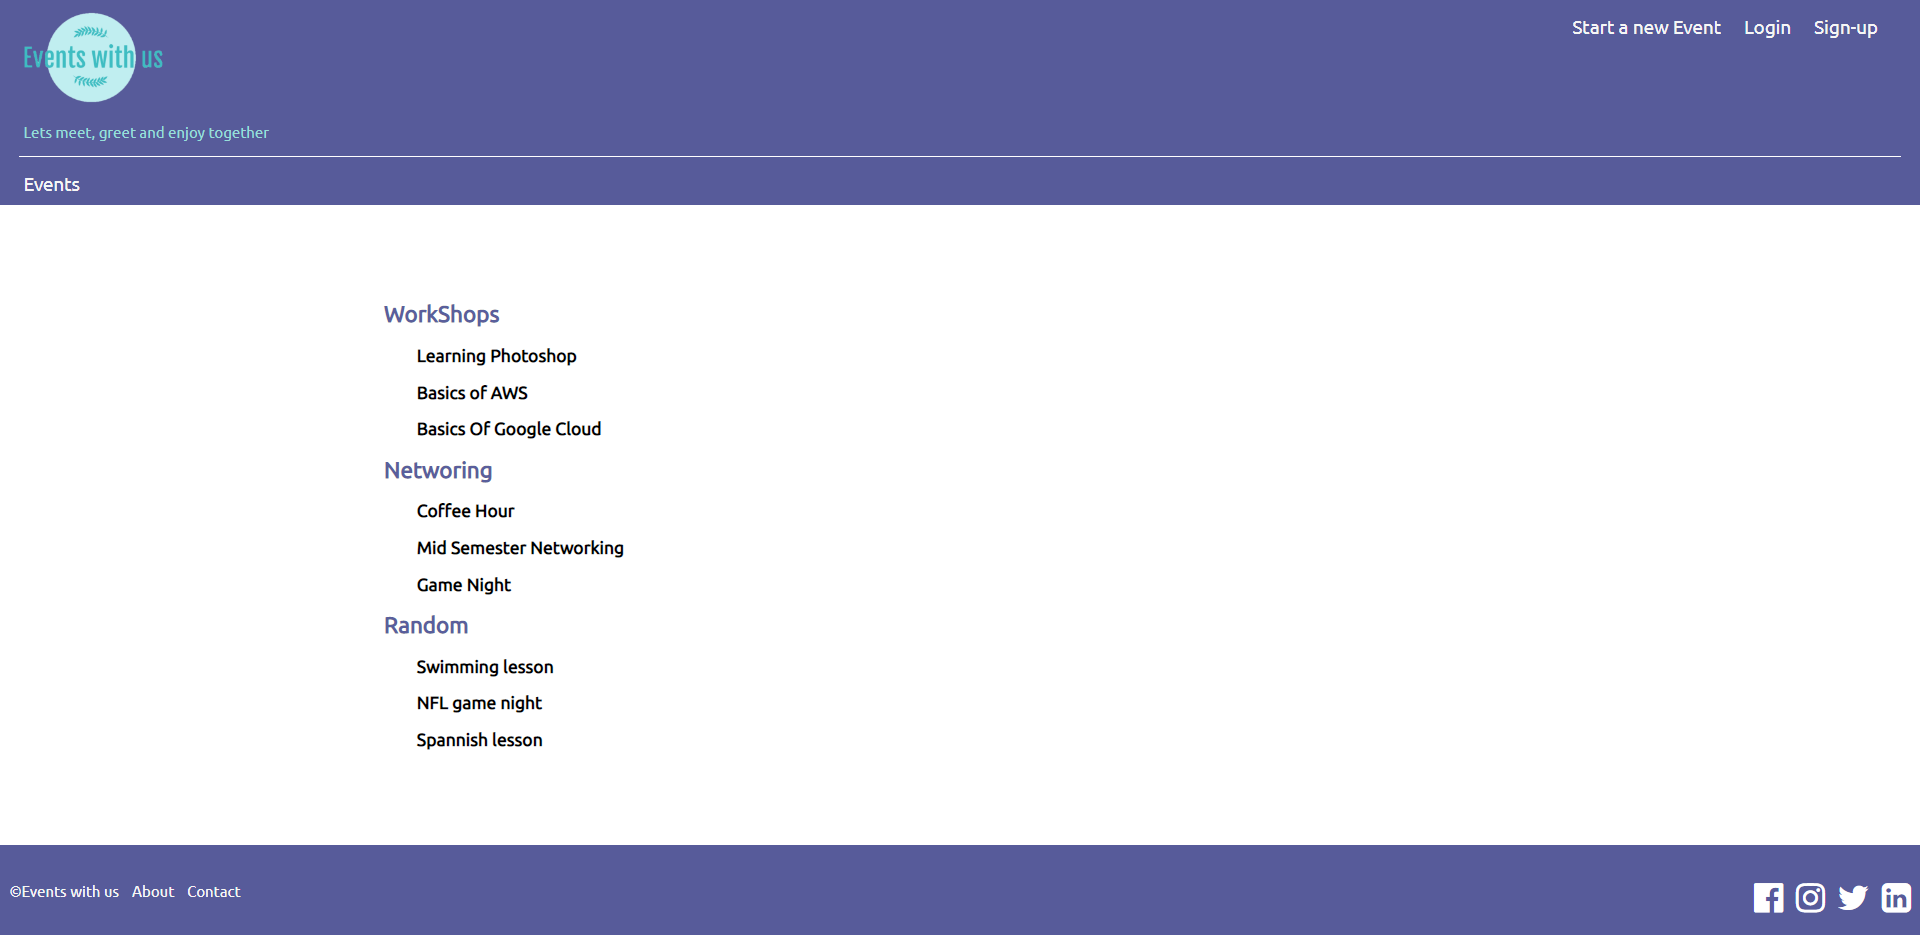 Events with us
Start a new Event Login Sign-up
Lets meet, greet and enjoy together
Events
WorkShops
Learning Photoshop
Basics of AWS
Basics Of Google Cloud
Networing
Coffee Hour
Mid Semester Networking
Game Night
Random
Swimming lesson
NFL game night
Spannish lesson
©Events with us About Contact